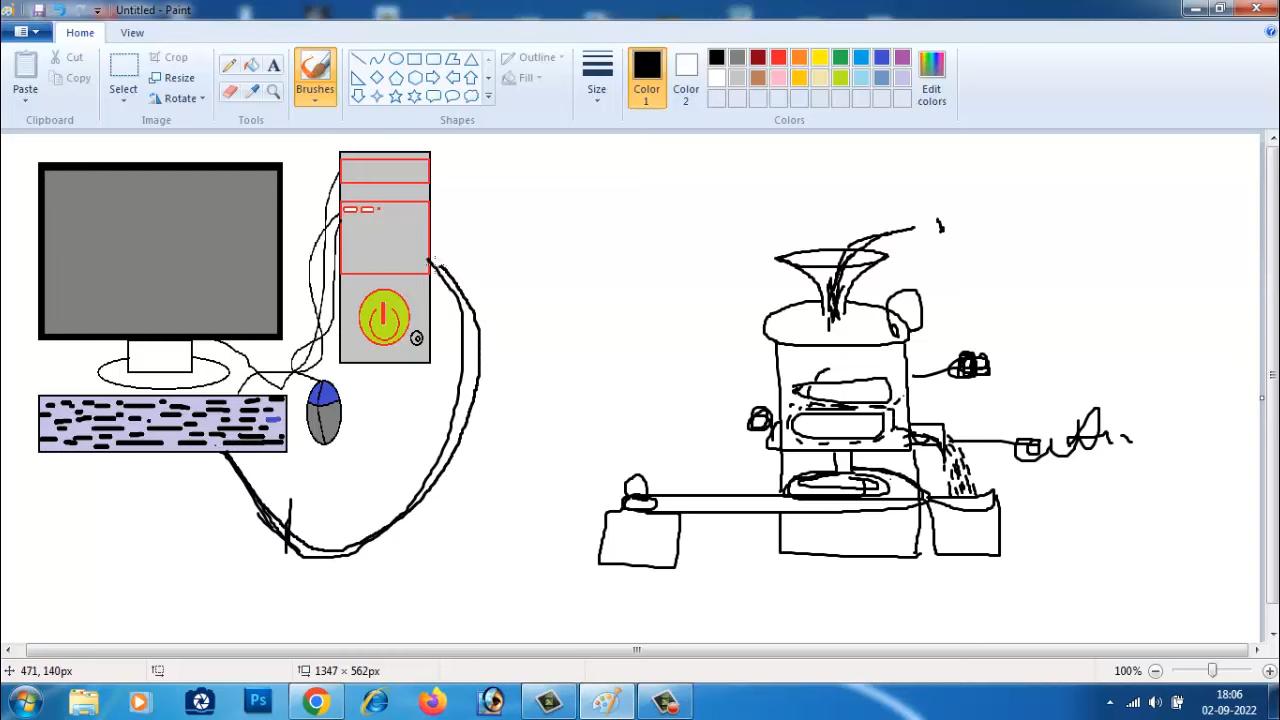 Untitled - Paint
Home
View
Paste
Cut
Copy
Clipboard
Select
Crop
Resize
Rotate
Image
A
Tools
Brushes
Shapes
Outline
Fill
Size
Color 1
Color 2
Edit colors
Colors
471, 140px
1347 × 562px
100%
Ps
18:06
02-09-2022